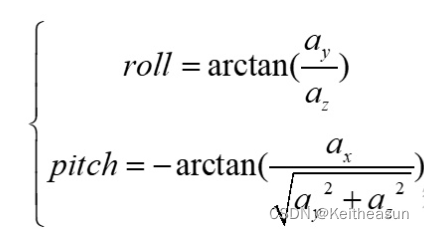 roll = arctan(a_y / a_z)
pitch = −arctan(a_x / √(a_y² + a_z²))
CSDN @Keitheasun